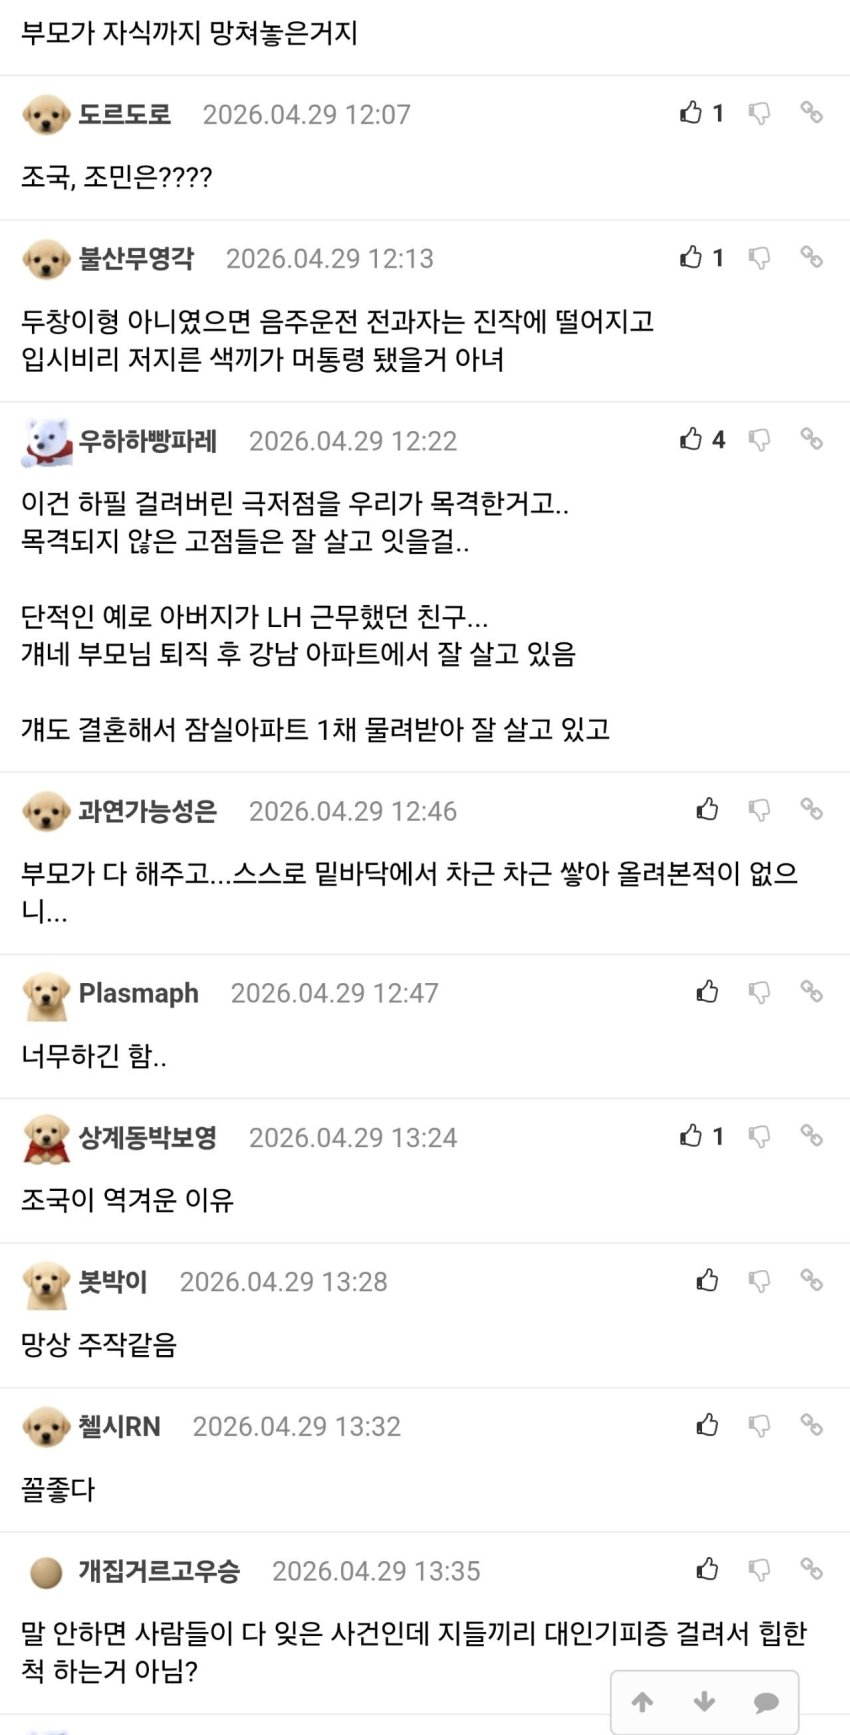 부모가 자식까지 망쳐놓은거지
도르도로 2026.04.29 12:07 1
조국, 조민은????
불산무영각 2026.04.29 12:13 1
두창이형 아니였으면 음주운전 전과자는 진작에 떨어지고
입시비리 저지른 색끼가 머통령 됐을거 아녀
우하하빵파레 2026.04.29 12:22 4
이건 하필 걸려버린 극저점을 우리가 목격한거고..
목격되지 않은 고점들은 잘 살고 잇을걸..
단적인 예로 아버지가 LH 근무했던 친구...
걔네 부모님 퇴직 후 강남 아파트에서 잘 살고 있음
걔도 결혼해서 잠실아파트 1채 물려받아 잘 살고 있고
과연가능성은 2026.04.29 12:46
부모가 다 해주고...스스로 밑바닥에서 차근 차근 쌓아 올려본적이 없으
니...
Plasmaph 2026.04.29 12:47
너무하긴 함..
상계동박보영 2026.04.29 13:24 1
조국이 역겨운 이유
봇박이 2026.04.29 13:28
망상 주작같음
첼시RN 2026.04.29 13:32
꼴좋다
개집거르고우승 2026.04.29 13:35
말 안하면 사람들이 다 잊은 사건인데 지들끼리 대인기피증 걸려서 힙한
척 하는거 아님?